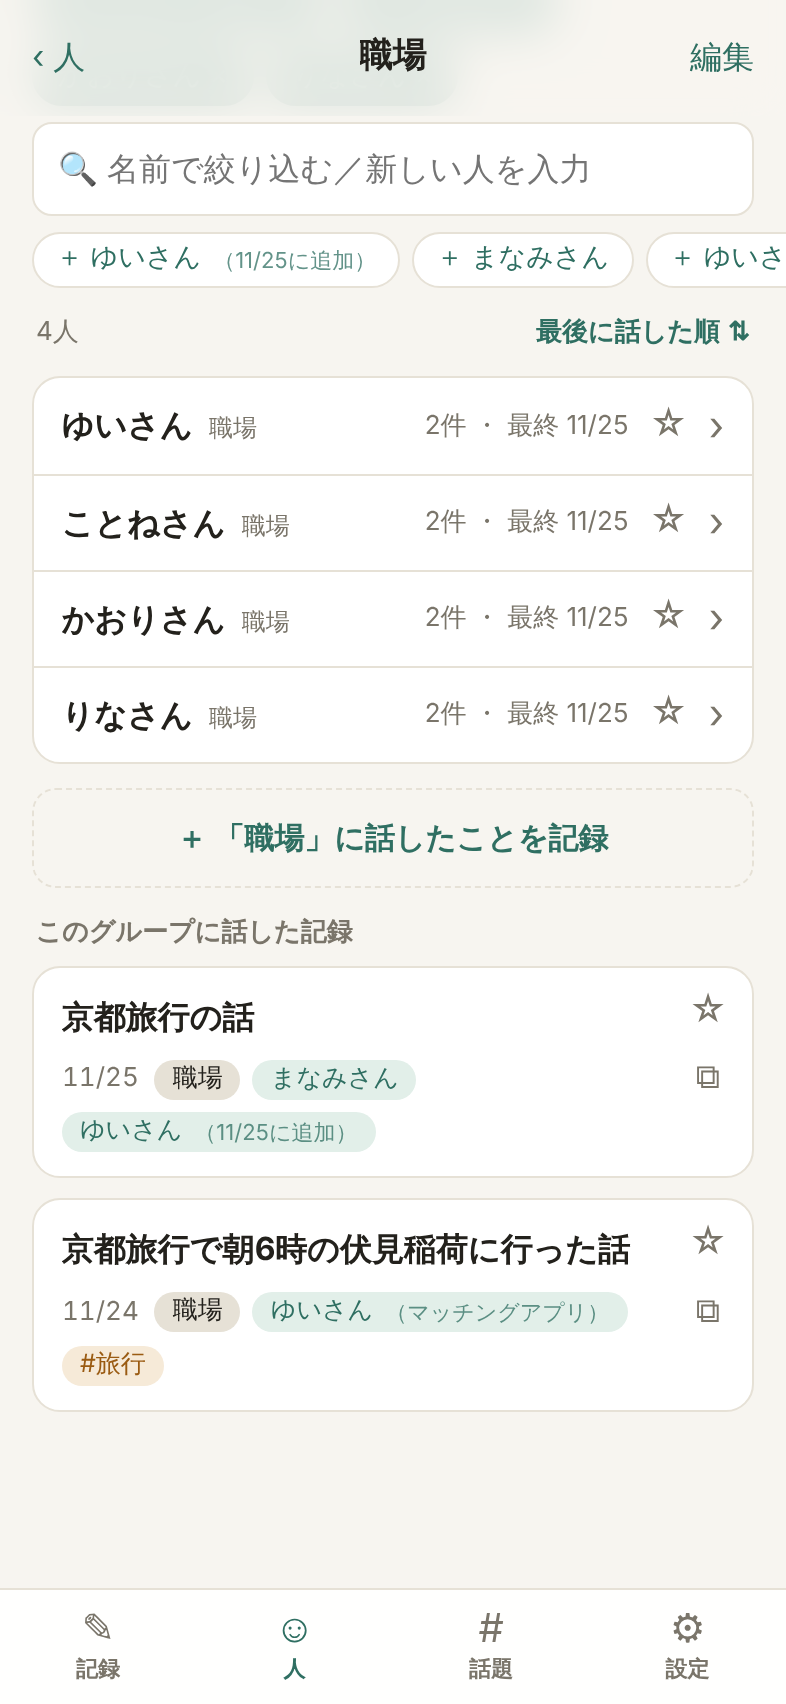 ‹ 人 職場 編集
🔍 名前で絞り込む／新しい人を入力
+ ゆいさん （11/25に追加） + まなみさん + ゆいさ
4人 最後に話した順 ⇅
ゆいさん 職場 2件 ・ 最終 11/25 ☆ ›
ことねさん 職場 2件 ・ 最終 11/25 ☆ ›
かおりさん 職場 2件 ・ 最終 11/25 ☆ ›
りなさん 職場 2件 ・ 最終 11/25 ☆ ›
+ 「職場」に話したことを記録
このグループに話した記録
京都旅行の話 ☆
11/25 職場 まなみさん ⧉
ゆいさん （11/25に追加）
京都旅行で朝6時の伏見稲荷に行った話 ☆
11/24 職場 ゆいさん （マッチングアプリ） ⧉
#旅行
✎ ☺ # ⚙
記録 人 話題 設定